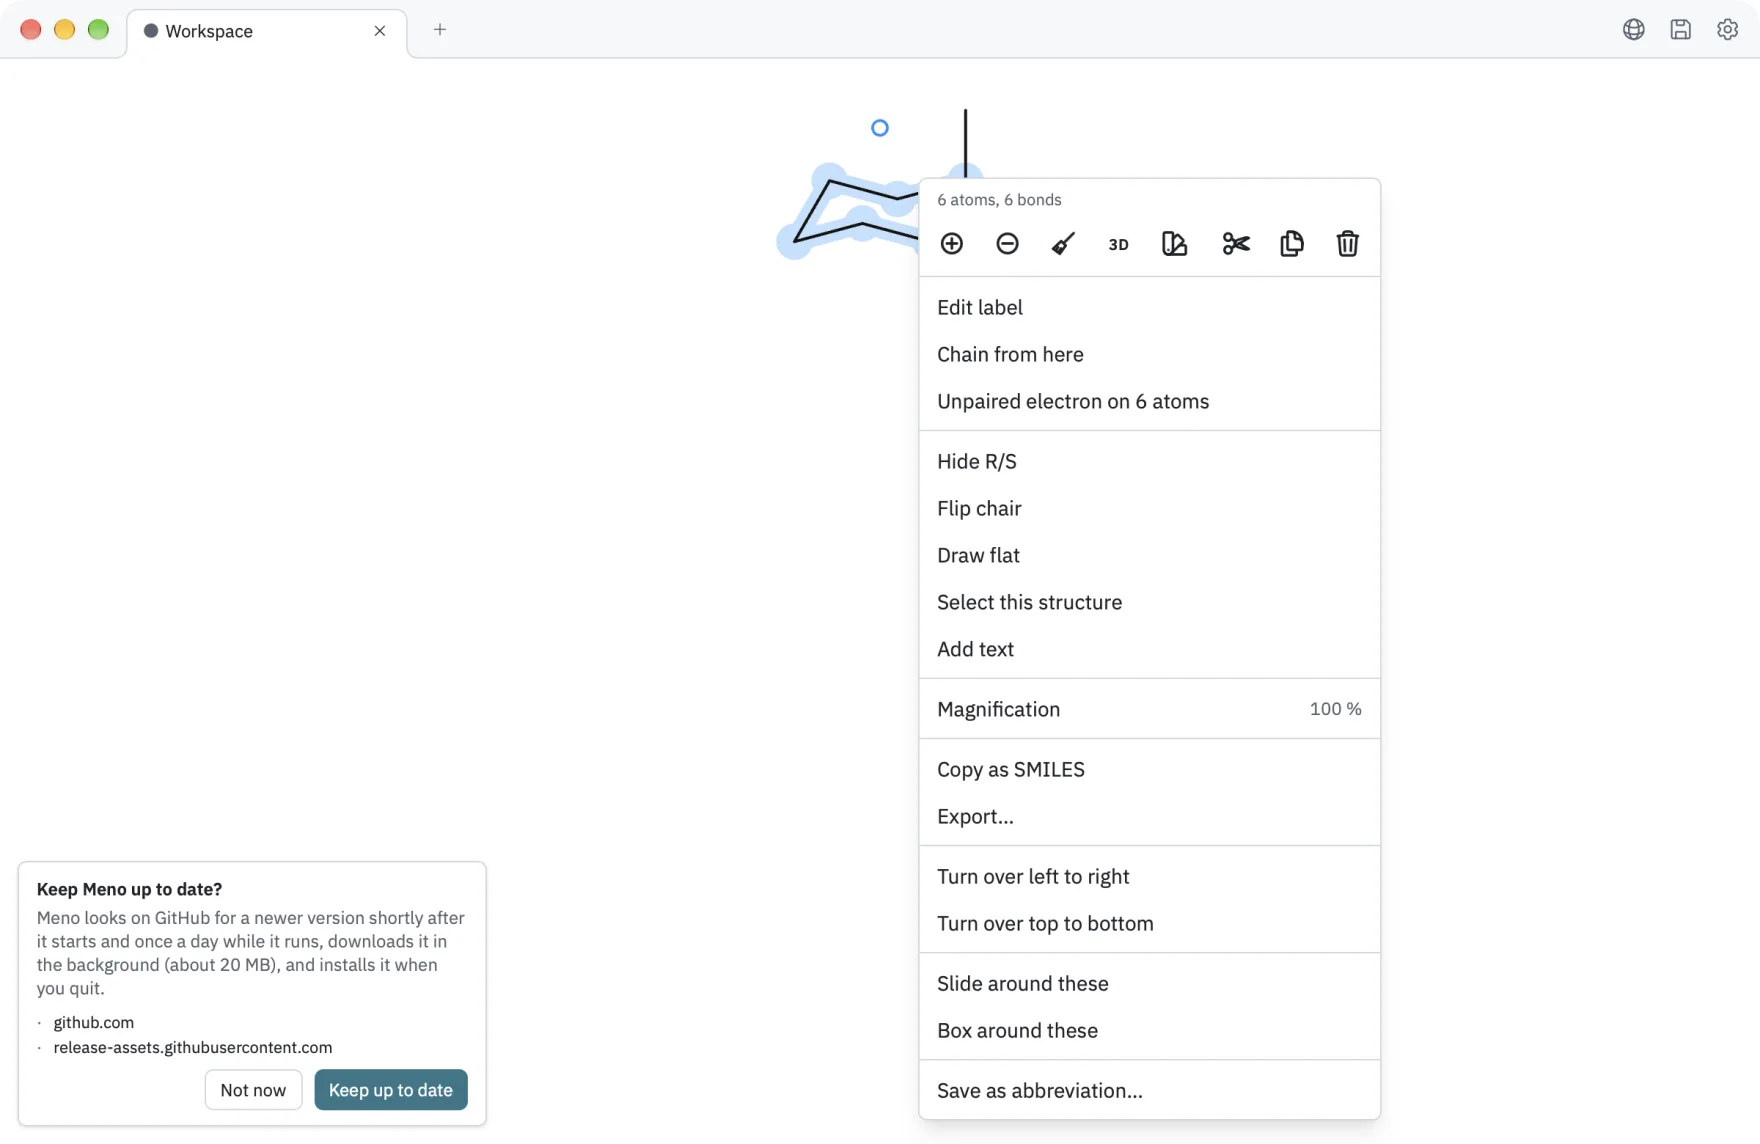 Workspace
6 atoms, 6 bonds
3D
Edit label
Chain from here
Unpaired electron on 6 atoms
Hide R/S
Flip chair
Draw flat
Select this structure
Add text
Magnification 100 %
Copy as SMILES
Export...
Turn over left to right
Turn over top to bottom
Slide around these
Box around these
Save as abbreviation...
Keep Meno up to date?
Meno looks on GitHub for a newer version shortly after
it starts and once a day while it runs, downloads it in
the background (about 20 MB), and installs it when
you quit.
· github.com
· release-assets.githubusercontent.com
Not now Keep up to date